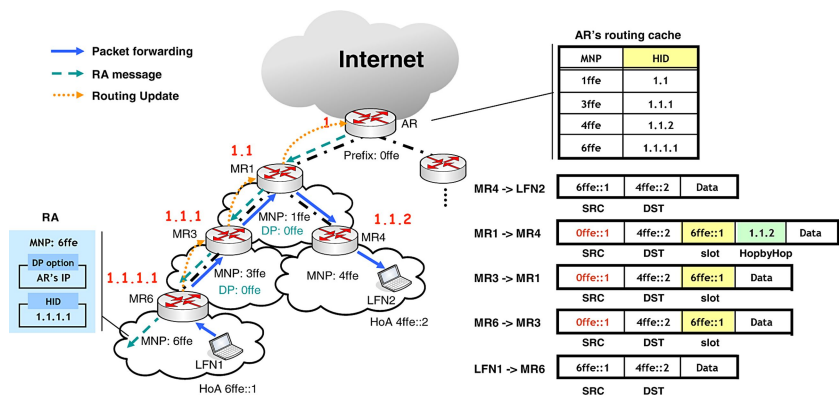 Packet forwarding
RA message
Routing Update
Internet
AR's routing cache
MNP HID
1ffe 1.1
3ffe 1.1.1
4ffe 1.1.2
6ffe 1.1.1.1
1
AR
Prefix: 0ffe
1.1
MR1
MNP: 1ffe
DP: 0ffe
1.1.1
MR3
1.1.2
MR4
MNP: 3ffe
DP: 0ffe
MNP: 4ffe
LFN2
HoA 4ffe::2
1.1.1.1
MR6
MNP: 6ffe
LFN1
HoA 6ffe::1
RA
MNP: 6ffe
DP option
AR's IP
HID
1.1.1.1
MR4 -> LFN2 6ffe::1 4ffe::2 Data
SRC DST
MR1 -> MR4 0ffe::1 4ffe::2 6ffe::1 1.1.2 Data
SRC DST slot HopbyHop
MR3 -> MR1 0ffe::1 4ffe::2 6ffe::1 Data
SRC DST slot
MR6 -> MR3 0ffe::1 4ffe::2 6ffe::1 Data
SRC DST slot
LFN1 -> MR6 6ffe::1 4ffe::2 Data
SRC DST